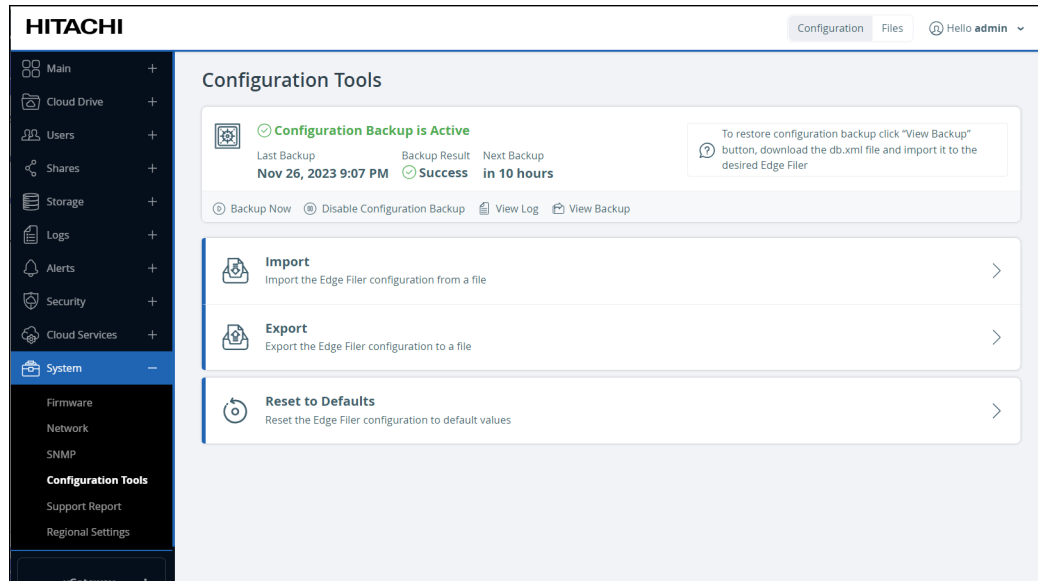 HITACHI
Configuration Files Hello admin
Main
Cloud Drive
Users
Shares
Storage
Logs
Alerts
Security
Cloud Services
System
Firmware
Network
SNMP
Configuration Tools
Support Report
Regional Settings
Configuration Tools
Configuration Backup is Active
Last Backup Backup Result Next Backup
Nov 26, 2023 9:07 PM Success in 10 hours
To restore configuration backup click “View Backup”
button, download the db.xml file and import it to the
desired Edge Filer
Backup Now Disable Configuration Backup View Log View Backup
Import
Import the Edge Filer configuration from a file
Export
Export the Edge Filer configuration to a file
Reset to Defaults
Reset the Edge Filer configuration to default values